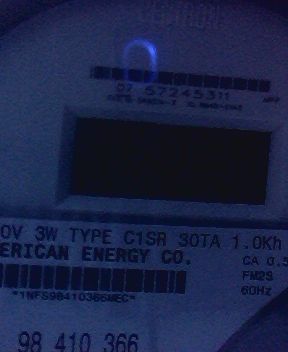 07 57245311
0V 3W TYPE C1SR 30TA 1.0Kh
ERICAN ENERGY CO.
CA 0.5
FM2S
60Hz
*1NFS98410366MEC*
98 410 366